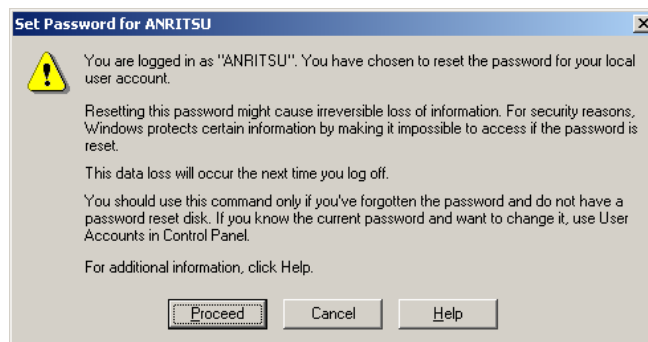 Set Password for ANRITSU
You are logged in as "ANRITSU". You have chosen to reset the password for your local
user account.
Resetting this password might cause irreversible loss of information. For security reasons,
Windows protects certain information by making it impossible to access if the password is
reset.
This data loss will occur the next time you log off.
You should use this command only if you've forgotten the password and do not have a
password reset disk. If you know the current password and want to change it, use User
Accounts in Control Panel.
For additional information, click Help.
Proceed Cancel Help